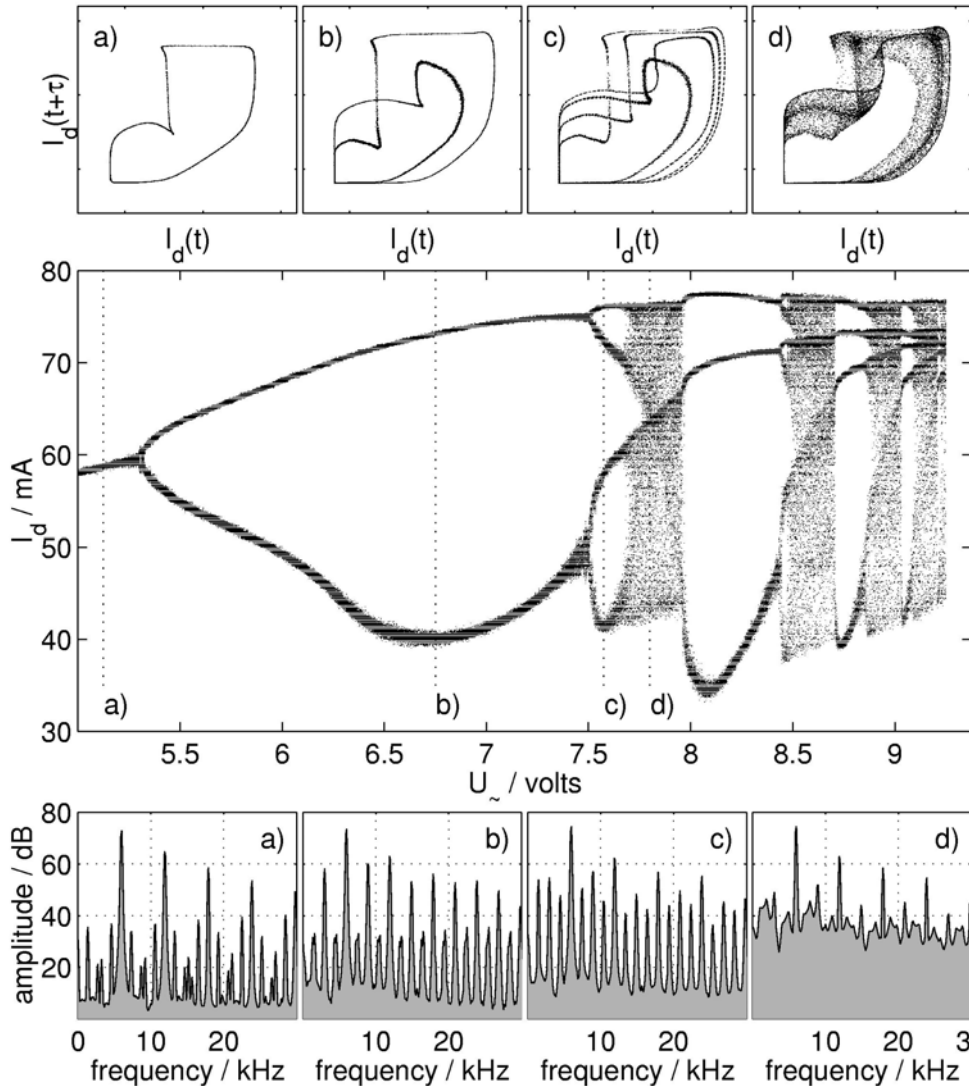 a) b) c) d)
I_d(t+τ)
I_d(t) I_d(t) I_d(t) I_d(t)
80
70
60
50
40
30
I_d / mA
a) b) c) d)
5.5 6 6.5 7 7.5 8 8.5 9
U_~ / volts
a) b) c) d)
80
60
40
20
amplitude / dB
0 10 20 10 20 10 20 10 20 3
frequency / kHz frequency / kHz frequency / kHz frequency / kHz